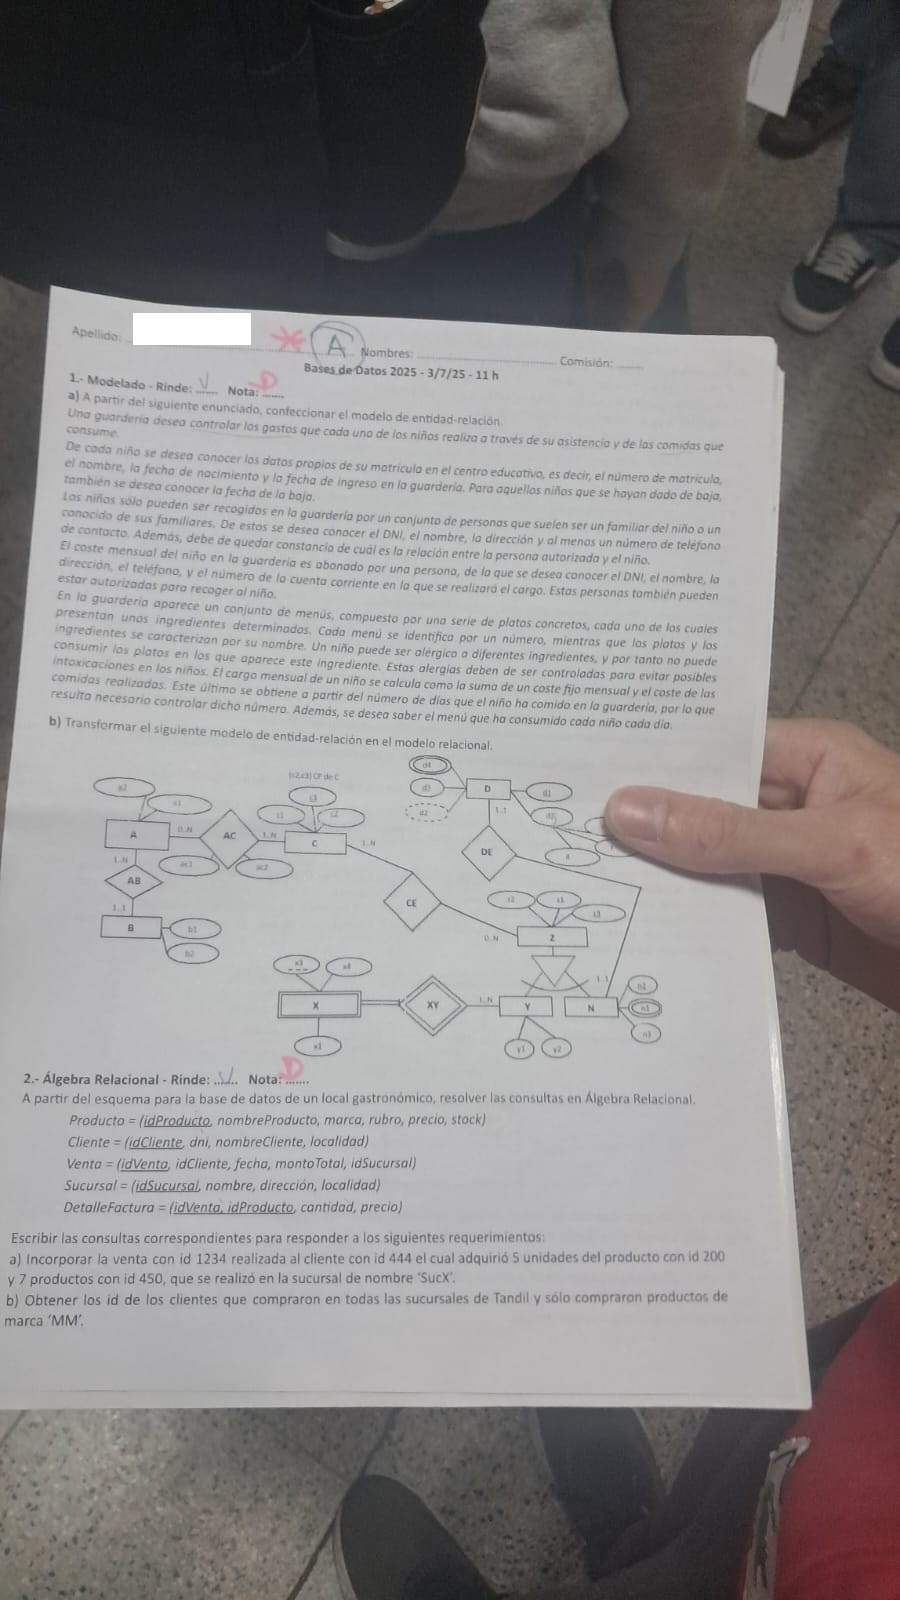 Apellido: ........ A Nombres: ........ Comisión: ........
Bases de Datos 2025 - 3/7/25 - 11 h
1.- Modelado - Rinde: ........ Nota: D
a) A partir del siguiente enunciado, confeccionar el modelo de entidad-relación.
Una guardería desea controlar los gastos que cada uno de los niños realiza a través de su asistencia y de las comidas que
consume.
De cada niño se desea conocer los datos propios de su matrícula en el centro educativo, es decir, el número de matrícula,
el nombre, la fecha de nacimiento y la fecha de ingreso en la guardería. Para aquellos niños que se hayan dado de baja,
también se desea conocer la fecha de la baja.
Los niños sólo pueden ser recogidos en la guardería por un conjunto de personas que suelen ser un familiar del niño o un
conocido de sus familiares. De estos se desea conocer el DNI, el nombre, la dirección y al menos un número de teléfono
de contacto. Además, debe de quedar constancia de cuál es la relación entre la persona autorizada y el niño.
El coste mensual del niño en la guardería es abonado por una persona, de la que se desea conocer el DNI, el nombre, la
dirección, el teléfono, y el número de la cuenta corriente en la que se realizará el cargo. Estas personas también pueden
estar autorizadas para recoger al niño.
En la guardería aparece un conjunto de menús, compuesto por una serie de platos concretos, cada uno de los cuales
presentan unos ingredientes determinados. Cada menú se identifica por un número, mientras que los platos y los
ingredientes se caracterizan por su nombre. Un niño puede ser alérgico a diferentes ingredientes, y por tanto no puede
consumir los platos en los que aparece este ingrediente. Estas alergias deben de ser controladas para evitar posibles
intoxicaciones en los niños. El cargo mensual de un niño se calcula como la suma de un coste fijo mensual y el coste de las
comidas realizadas. Este último se obtiene a partir del número de días que el niño ha comido en la guardería, por lo que
resulta necesario controlar dicho número. Además, se desea saber el menú que ha consumido cada niño cada día.
b) Transformar el siguiente modelo de entidad-relación en el modelo relacional.
d4
(c2,c3) CP de C
D
d3
d1
a2
c3
d2
a1
c1
c2
1..1
A
0..N
AC
1..N
C
1..N
DE
1..N
ac1
ac2
AB
CE
1..1
B
b1
0..N
Z
b2
x3
x4
1..1
X
XY
1..N
Y
N
n3
x1
y1
y2
2.- Álgebra Relacional - Rinde: ........ Nota: D
A partir del esquema para la base de datos de un local gastronómico, resolver las consultas en Álgebra Relacional.
Producto = (idProducto, nombreProducto, marca, rubro, precio, stock)
Cliente = (idCliente, dni, nombreCliente, localidad)
Venta = (idVenta, idCliente, fecha, montoTotal, idSucursal)
Sucursal = (idSucursal, nombre, dirección, localidad)
DetalleFactura = (idVenta, idProducto, cantidad, precio)
Escribir las consultas correspondientes para responder a los siguientes requerimientos:
a) Incorporar la venta con id 1234 realizada al cliente con id 444 el cual adquirió 5 unidades del producto con id 200
y 7 productos con id 450, que se realizó en la sucursal de nombre 'SucX'.
b) Obtener los id de los clientes que compraron en todas las sucursales de Tandil y sólo compraron productos de
marca 'MM'.